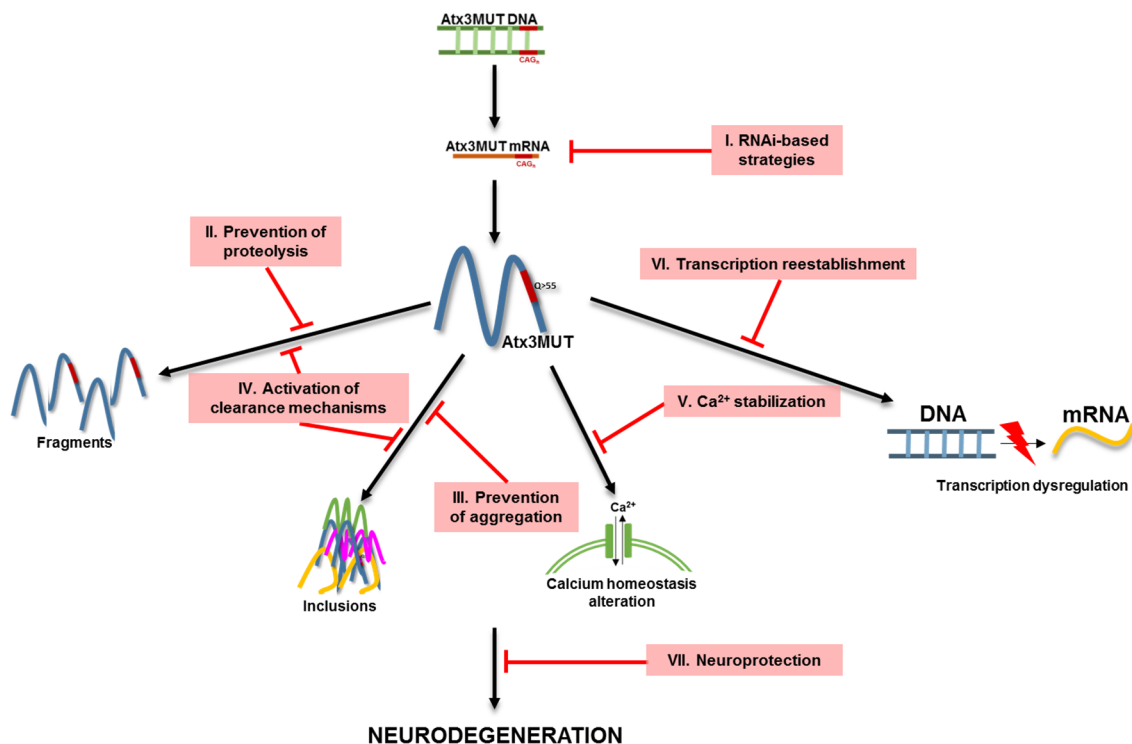 Atx3MUT DNA
CAGn
Atx3MUT mRNA
CAGn
I. RNAi-based
strategies
II. Prevention of
proteolysis
VI. Transcription reestablishment
Q>55
Atx3MUT
IV. Activation of
clearance mechanisms
V. Ca²⁺ stabilization
Fragments
DNA
mRNA
III. Prevention
of aggregation
Transcription dysregulation
Ca²⁺
Calcium homeostasis
alteration
Inclusions
VII. Neuroprotection
NEURODEGENERATION